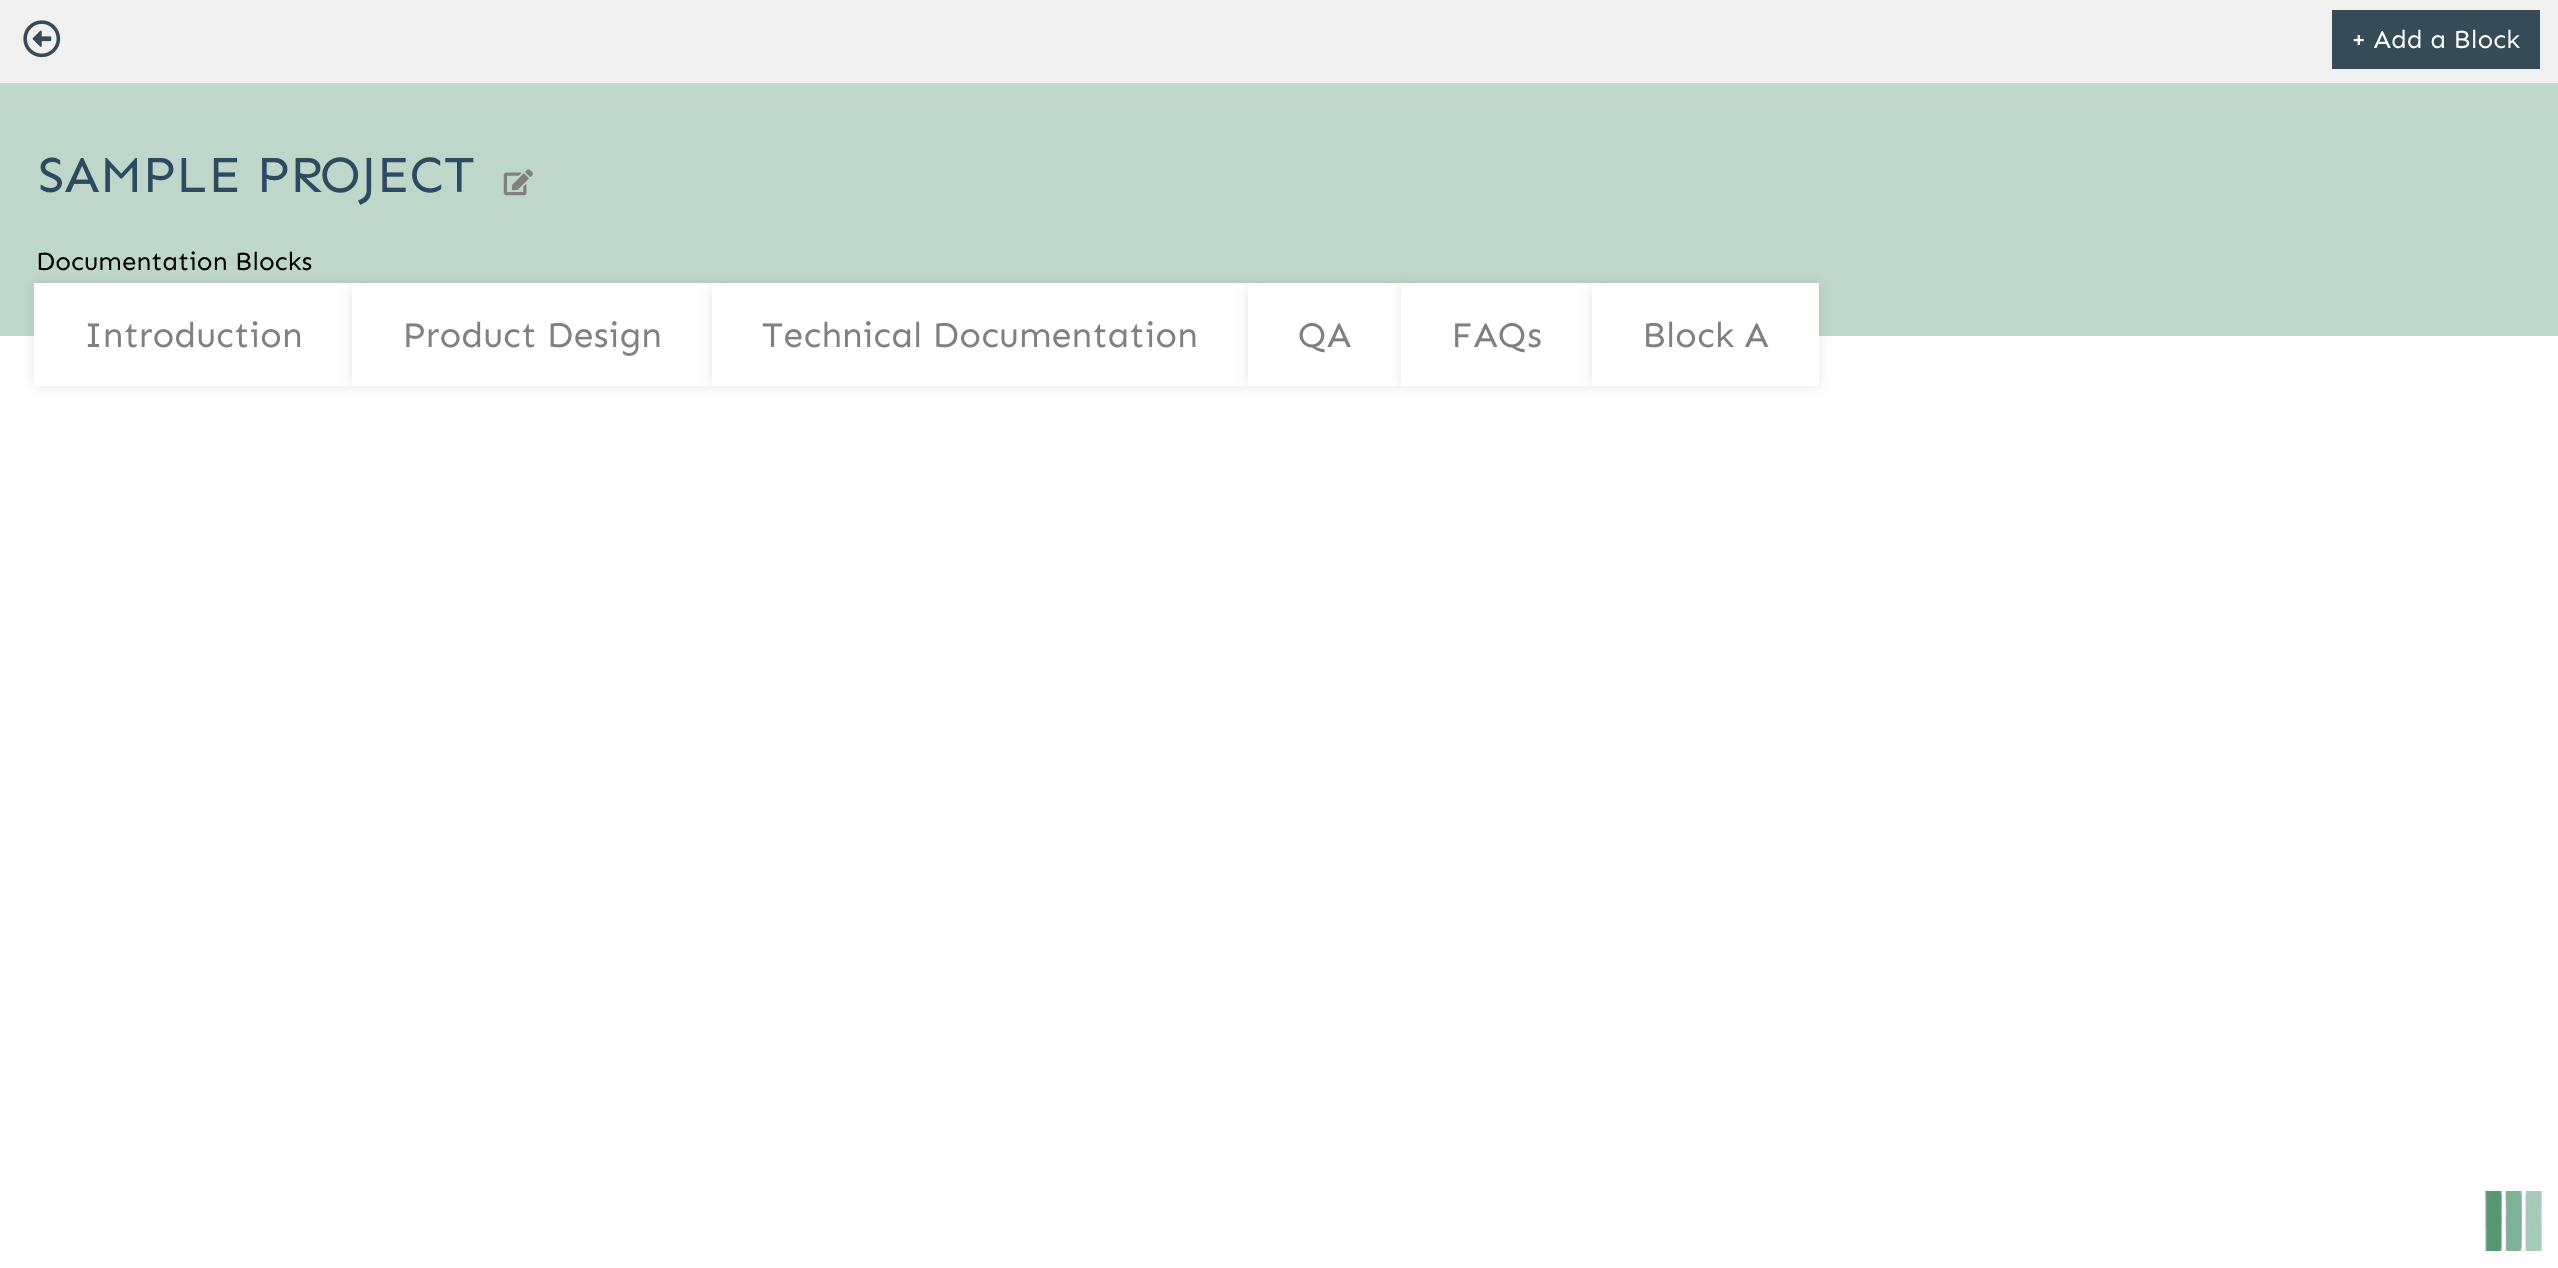 + Add a Block
SAMPLE PROJECT
Documentation Blocks
Introduction Product Design Technical Documentation QA FAQs Block A